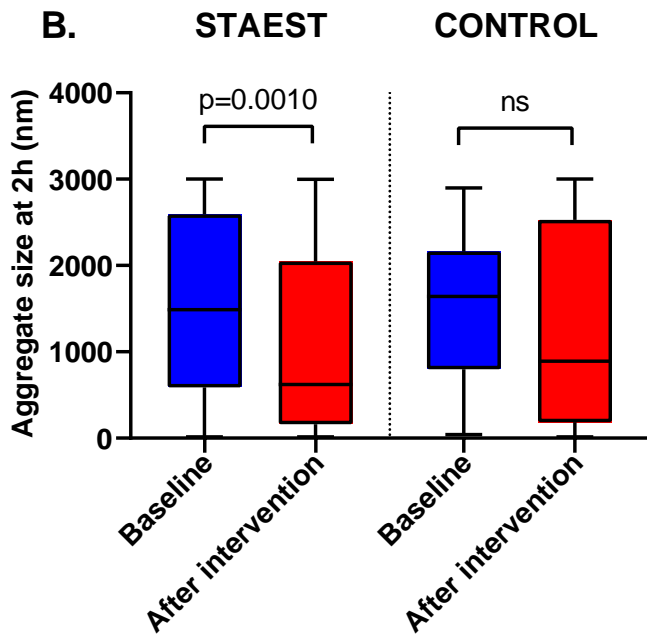 B. STAEST CONTROL
p=0.0010 ns
Aggregate size at 2h (nm)
4000
3000
2000
1000
0
Baseline
After intervention
Baseline
After intervention